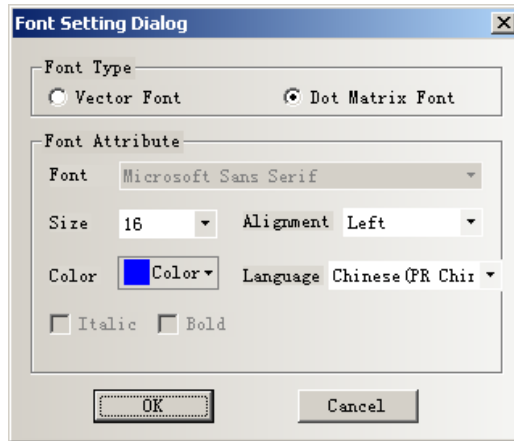 Font Setting Dialog
Font Type
Vector Font Dot Matrix Font
Font Attribute
Font Microsoft Sans Serif
Size 16 Alignment Left
Color Color Language Chinese(PR Chir
Italic Bold
OK Cancel